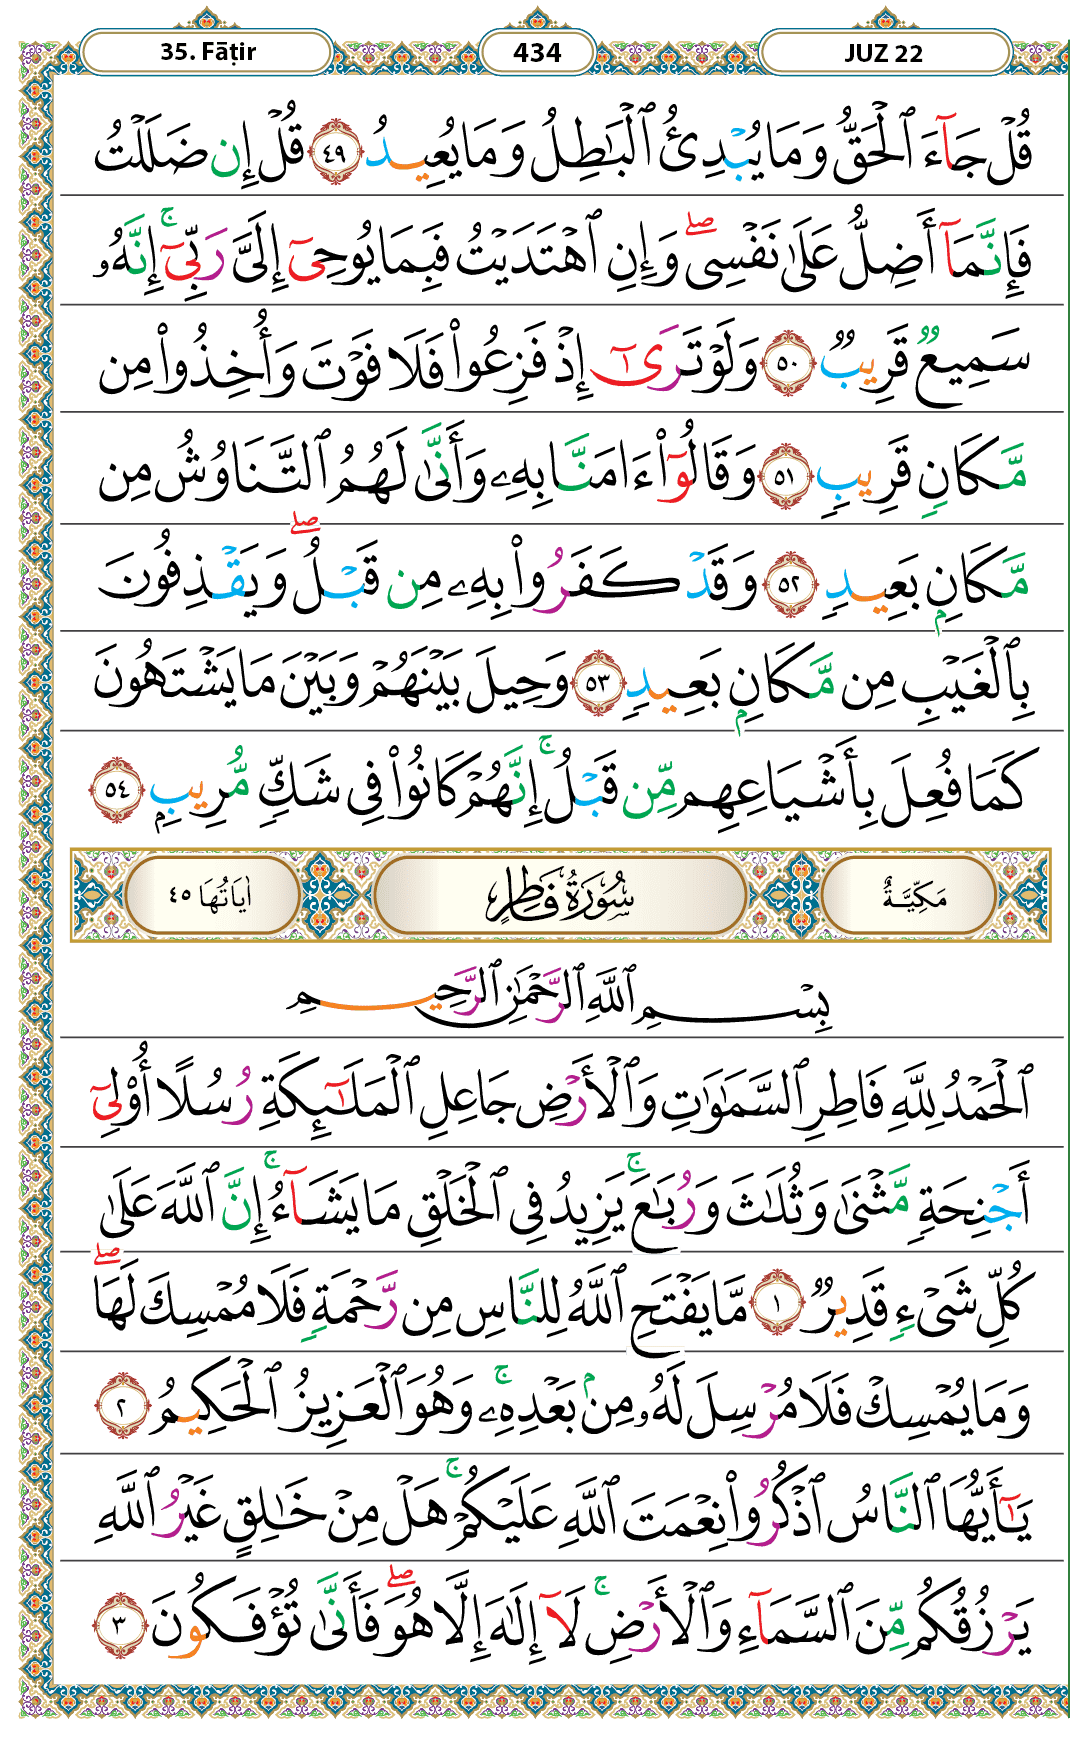 35. Fāṭir 434 JUZ 22
قُلۡ جَآءَ ٱلۡحَقُّ وَمَا يُبۡدِئُ ٱلۡبَٰطِلُ وَمَا يُعِيدُ ٤٩ قُلۡ إِن ضَلَلۡتُ
فَإِنَّمَآ أَضِلُّ عَلَىٰ نَفۡسِيۖ وَإِنِ ٱهۡتَدَيۡتُ فَبِمَا يُوحِيٓ إِلَيَّ رَبِّيٓۚ إِنَّهُۥ
سَمِيعٞ قَرِيبٞ ٥٠ وَلَوۡ تَرَىٰٓ إِذۡ فَزِعُواْ فَلَا فَوۡتَ وَأُخِذُواْ مِن
مَّكَانٖ قَرِيبٖ ٥١ وَقَالُوٓاْ ءَامَنَّا بِهِۦ وَأَنَّىٰ لَهُمُ ٱلتَّنَاوُشُ مِن
مَّكَانِۭ بَعِيدٖ ٥٢ وَقَدۡ كَفَرُواْ بِهِۦ مِن قَبۡلُۖ وَيَقۡذِفُونَ
بِٱلۡغَيۡبِ مِن مَّكَانِۭ بَعِيدٖ ٥٣ وَحِيلَ بَيۡنَهُمۡ وَبَيۡنَ مَا يَشۡتَهُونَ
كَمَا فُعِلَ بِأَشۡيَاعِهِم مِّن قَبۡلُۚ إِنَّهُمۡ كَانُواْ فِي شَكّٖ مُّرِيبِۭ ٥٤
مَكِّيَّةٌ سُورَةُ فَاطِرٍ اٰيَاتُهَا ٤٥
بِسۡمِ ٱللَّهِ ٱلرَّحۡمَٰنِ ٱلرَّحِيمِ
ٱلۡحَمۡدُ لِلَّهِ فَاطِرِ ٱلسَّمَٰوَٰتِ وَٱلۡأَرۡضِ جَاعِلِ ٱلۡمَلَٰٓئِكَةِ رُسُلًا أُوْلِيٓ
أَجۡنِحَةٖ مَّثۡنَىٰ وَثُلَٰثَ وَرُبَٰعَۚ يَزِيدُ فِي ٱلۡخَلۡقِ مَا يَشَآءُۚ إِنَّ ٱللَّهَ عَلَىٰ
كُلِّ شَيۡءٖ قَدِيرٞ ١ مَّا يَفۡتَحِ ٱللَّهُ لِلنَّاسِ مِن رَّحۡمَةٖ فَلَا مُمۡسِكَ لَهَاۖ
وَمَا يُمۡسِكۡ فَلَا مُرۡسِلَ لَهُۥ مِنۢ بَعۡدِهِۦۚ وَهُوَ ٱلۡعَزِيزُ ٱلۡحَكِيمُ ٢
يَٰٓأَيُّهَا ٱلنَّاسُ ٱذۡكُرُواْ نِعۡمَتَ ٱللَّهِ عَلَيۡكُمۡۚ هَلۡ مِنۡ خَٰلِقٍ غَيۡرُ ٱللَّهِ
يَرۡزُقُكُم مِّنَ ٱلسَّمَآءِ وَٱلۡأَرۡضِۚ لَآ إِلَٰهَ إِلَّا هُوَۖ فَأَنَّىٰ تُؤۡفَكُونَ ٣